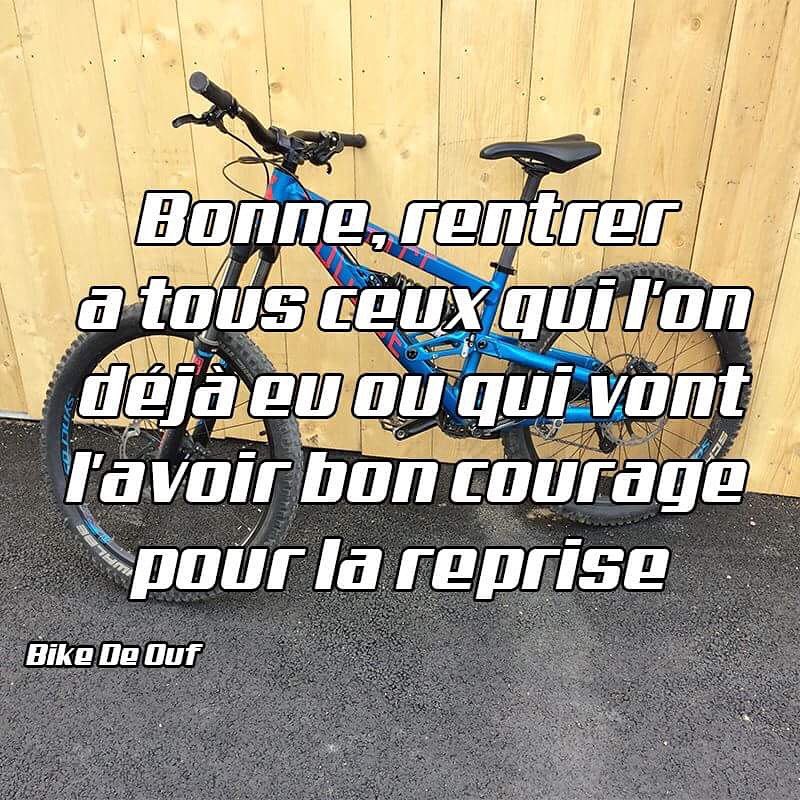 Bonne, rentrer
a tous ceux qui l'on
déjà eu ou qui vont
l'avoir bon courage
pour la reprise
Bike De Ouf